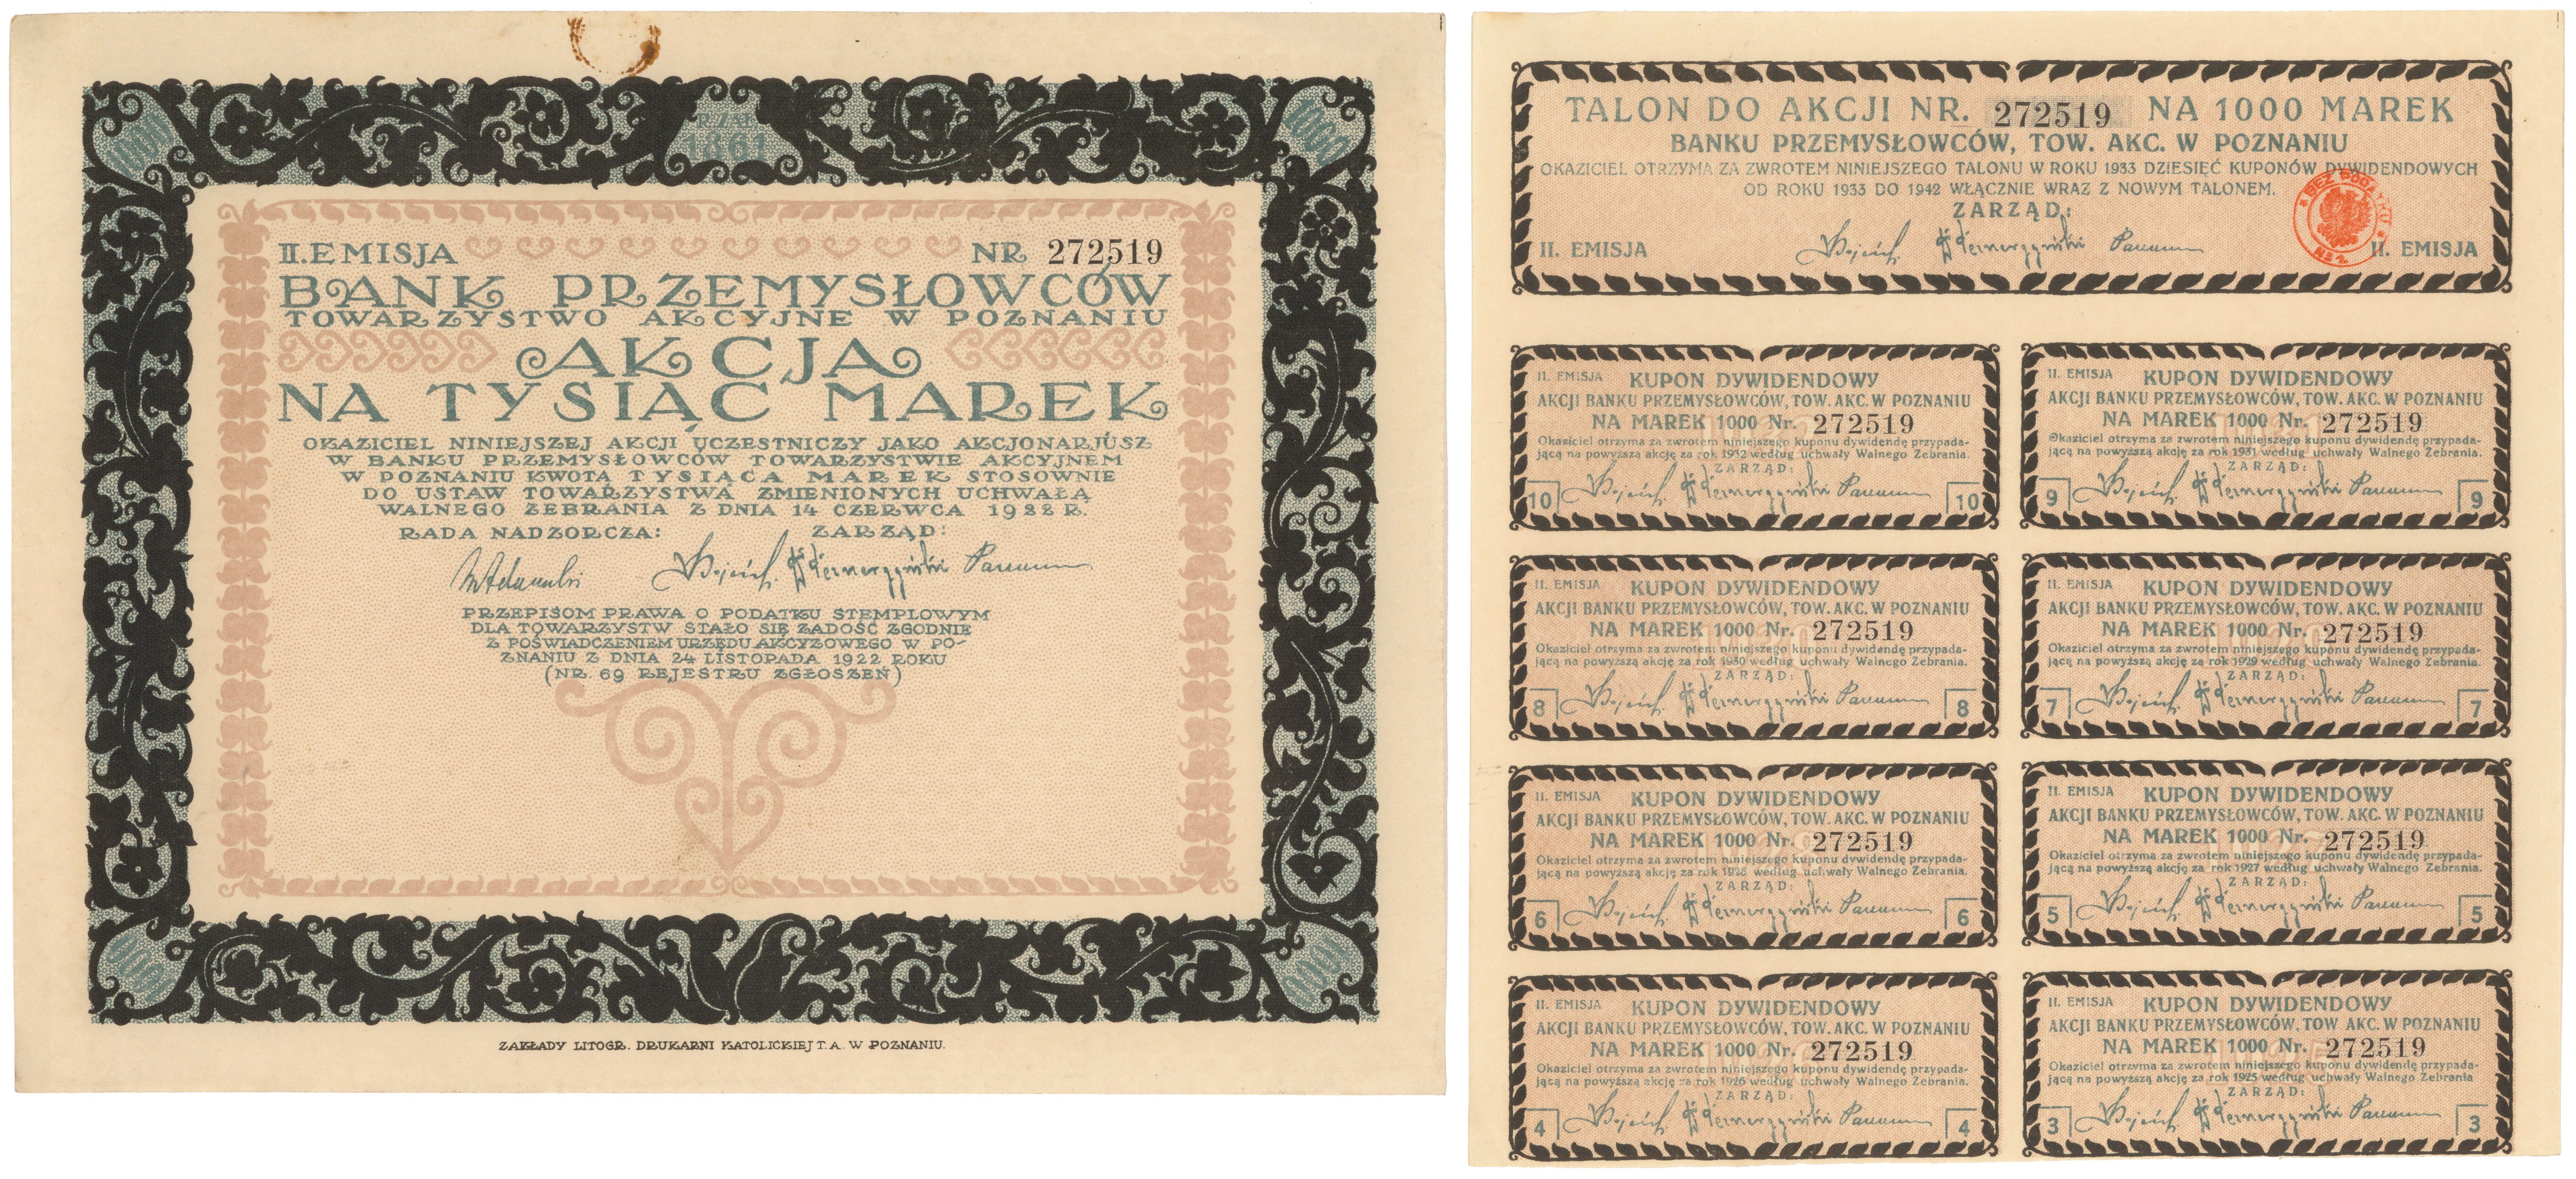 R. ZAŁ.
1861
1000
1000
II. EMISJA NR 272519
BANK PRZEMYSŁOWCÓW
TOWARZYSTWO AKCYJNE W POZNANIU
AKCJA
NA TYSIĄC MAREK
OKAZICIEL NINIEJSZEJ AKCJI UCZESTNICZY JAKO AKCJONARJUSZ
W BANKU PRZEMYSŁOWCÓW TOWARZYSTWIE AKCYJNEM
W POZNANIU KWOTĄ TYSIĄCA MAREK STOSOWNIE
DO USTAW TOWARZYSTWA ZMIENIONYCH UCHWAŁĄ
WALNEGO ZEBRANIA Z DNIA 14 CZERWCA 1922 R.
RADA NADZORCZA: ZARZĄD:
PRZEPISOM PRAWA O PODATKU STEMPLOWYM
DLA TOWARZYSTW STAŁO SIĘ ZADOŚĆ ZGODNIE
Z POŚWIADCZENIEM URZĘDU AKCYZOWEGO W PO-
ZNANIU Z DNIA 24 LISTOPADA 1922 ROKU
(NR. 69 REJESTRU ZGŁOSZEŃ)
1000
1000
ZAKŁADY LITOGR. DRUKARNI KATOLICKIEJ T. A. W POZNANIU.
TALON DO AKCJI NR. 272519 NA 1000 MAREK
BANKU PRZEMYSŁOWCÓW, TOW. AKC. W POZNANIU
OKAZICIEL OTRZYMA ZA ZWROTEM NINIEJSZEGO TALONU W ROKU 1933 DZIESIĘĆ KUPONÓW DYWIDENDOWYCH
OD ROKU 1933 DO 1942 WŁĄCZNIE WRAZ Z NOWYM TALONEM.
ZARZĄD:
II. EMISJA II. EMISJA
BEZ PODATKU
No 2.
II. EMISJA KUPON DYWIDENDOWY
AKCJI BANKU PRZEMYSŁOWCÓW, TOW. AKC. W POZNANIU
NA MAREK 1000 Nr. 272519
Okaziciel otrzyma za zwrotem niniejszego kuponu dywidendę przypada-
jącą na powyższą akcję za rok 1932 według uchwały Walnego Zebrania.
ZARZĄD:
10 10
II. EMISJA KUPON DYWIDENDOWY
AKCJI BANKU PRZEMYSŁOWCÓW, TOW. AKC. W POZNANIU
NA MAREK 1000 Nr. 272519
Okaziciel otrzyma za zwrotem niniejszego kuponu dywidendę przypada-
jącą na powyższą akcję za rok 1931 według uchwały Walnego Zebrania.
ZARZĄD:
9 9
II. EMISJA KUPON DYWIDENDOWY
AKCJI BANKU PRZEMYSŁOWCÓW, TOW. AKC. W POZNANIU
NA MAREK 1000 Nr. 272519
Okaziciel otrzyma za zwrotem niniejszego kuponu dywidendę przypada-
jącą na powyższą akcję za rok 1930 według uchwały Walnego Zebrania.
ZARZĄD:
8 8
II. EMISJA KUPON DYWIDENDOWY
AKCJI BANKU PRZEMYSŁOWCÓW, TOW. AKC. W POZNANIU
NA MAREK 1000 Nr. 272519
Okaziciel otrzyma za zwrotem niniejszego kuponu dywidendę przypada-
jącą na powyższą akcję za rok 1929 według uchwały Walnego Zebrania.
ZARZĄD:
7 7
II. EMISJA KUPON DYWIDENDOWY
AKCJI BANKU PRZEMYSŁOWCÓW, TOW. AKC. W POZNANIU
NA MAREK 1000 Nr. 272519
Okaziciel otrzyma za zwrotem niniejszego kuponu dywidendę przypada-
jącą na powyższą akcję za rok 1928 według uchwały Walnego Zebrania.
ZARZĄD:
6 6
II. EMISJA KUPON DYWIDENDOWY
AKCJI BANKU PRZEMYSŁOWCÓW, TOW. AKC. W POZNANIU
NA MAREK 1000 Nr. 272519
Okaziciel otrzyma za zwrotem niniejszego kuponu dywidendę przypada-
jącą na powyższą akcję za rok 1927 według uchwały Walnego Zebrania.
ZARZĄD:
5 5
II. EMISJA KUPON DYWIDENDOWY
AKCJI BANKU PRZEMYSŁOWCÓW, TOW. AKC. W POZNANIU
NA MAREK 1000 Nr. 272519
Okaziciel otrzyma za zwrotem niniejszego kuponu dywidendę przypada-
jącą na powyższą akcję za rok 1926 według uchwały Walnego Zebrania.
ZARZĄD:
4 4
II. EMISJA KUPON DYWIDENDOWY
AKCJI BANKU PRZEMYSŁOWCÓW, TOW AKC. W POZNANIU
NA MAREK 1000 Nr. 272519
Okaziciel otrzyma za zwrotem niniejszego kuponu dywidendę przypada-
jącą na powyższą akcję za rok 1925 według uchwały Walnego Zebrania
ZARZĄD:
3 3